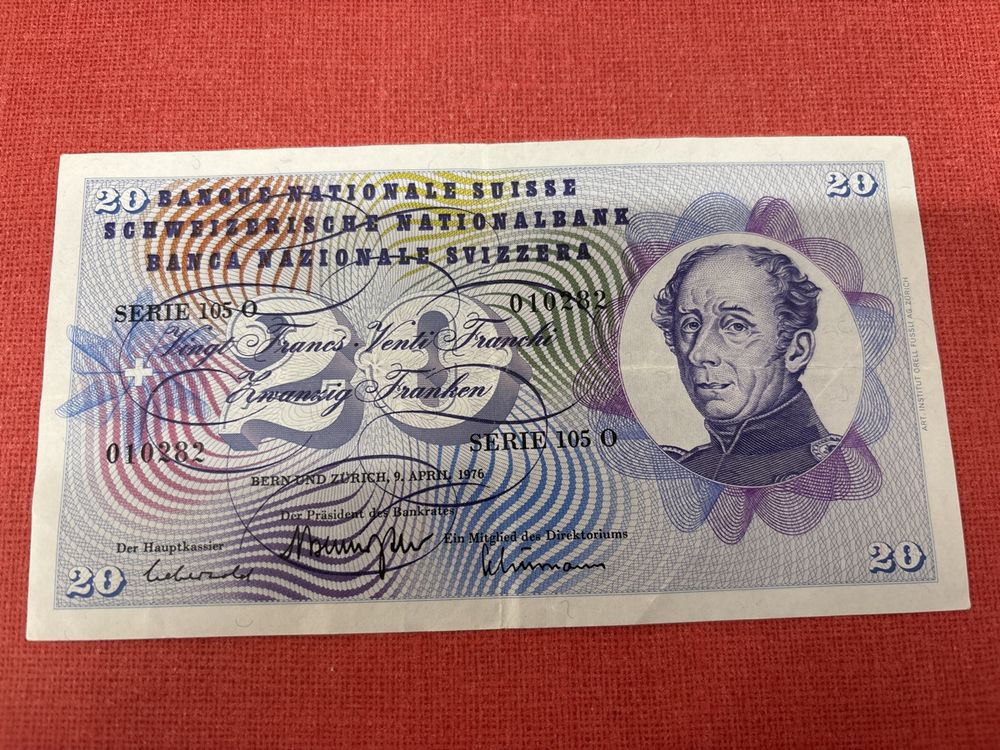 20 BANQUE NATIONALE SUISSE 20
SCHWEIZERISCHE NATIONALBANK
BANCA NAZIONALE SVIZZERA
SERIE 105 O 010282
20
Vingt Francs · Venti Franchi
Zwanzig Franken
010282 SERIE 105 O
BERN UND ZÜRICH, 9. APRIL 1976
Der Präsident des Bankrates
Der Hauptkassier Ein Mitglied des Direktoriums
20 20
ART. INSTITUT ORELL FÜSSLI AG. ZÜRICH